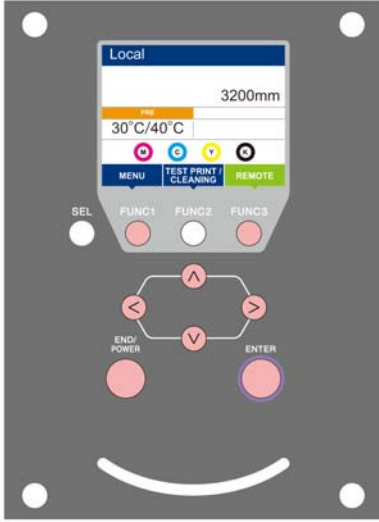 Local
3200mm
PRE
30°C/40°C
M C Y K
MENU TEST PRINT / CLEANING REMOTE
SEL FUNC1 FUNC2 FUNC3
END/
POWER
ENTER